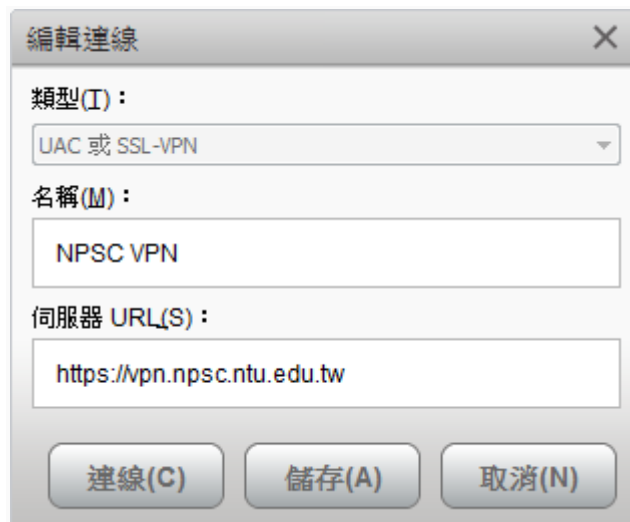 編輯連線
類型(T)：
UAC 或 SSL-VPN
名稱(M)：
NPSC VPN
伺服器 URL(S)：
https://vpn.npsc.ntu.edu.tw
連線(C) 儲存(A) 取消(N)